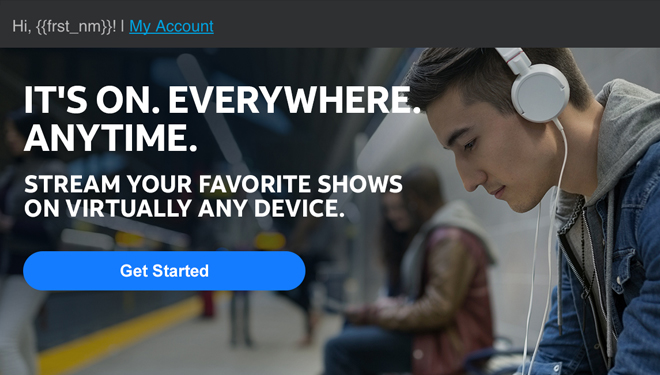 Hi, {{frst_nm}}! | My Account
IT'S ON. EVERYWHERE.
ANYTIME.
STREAM YOUR FAVORITE SHOWS
ON VIRTUALLY ANY DEVICE.
Get Started